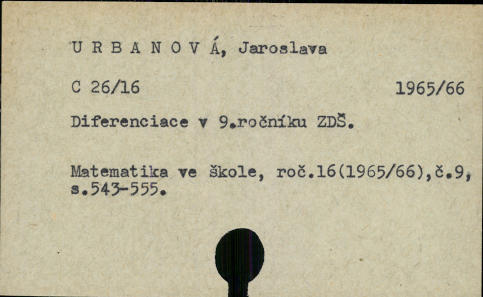 U R B A N O V Á, Jaroslava
C 26/16 1965/66
Diferenciace v 9.ročníku ZDŠ.
Matematika ve škole, roč.16(1965/66),č.9,
s.543-555.